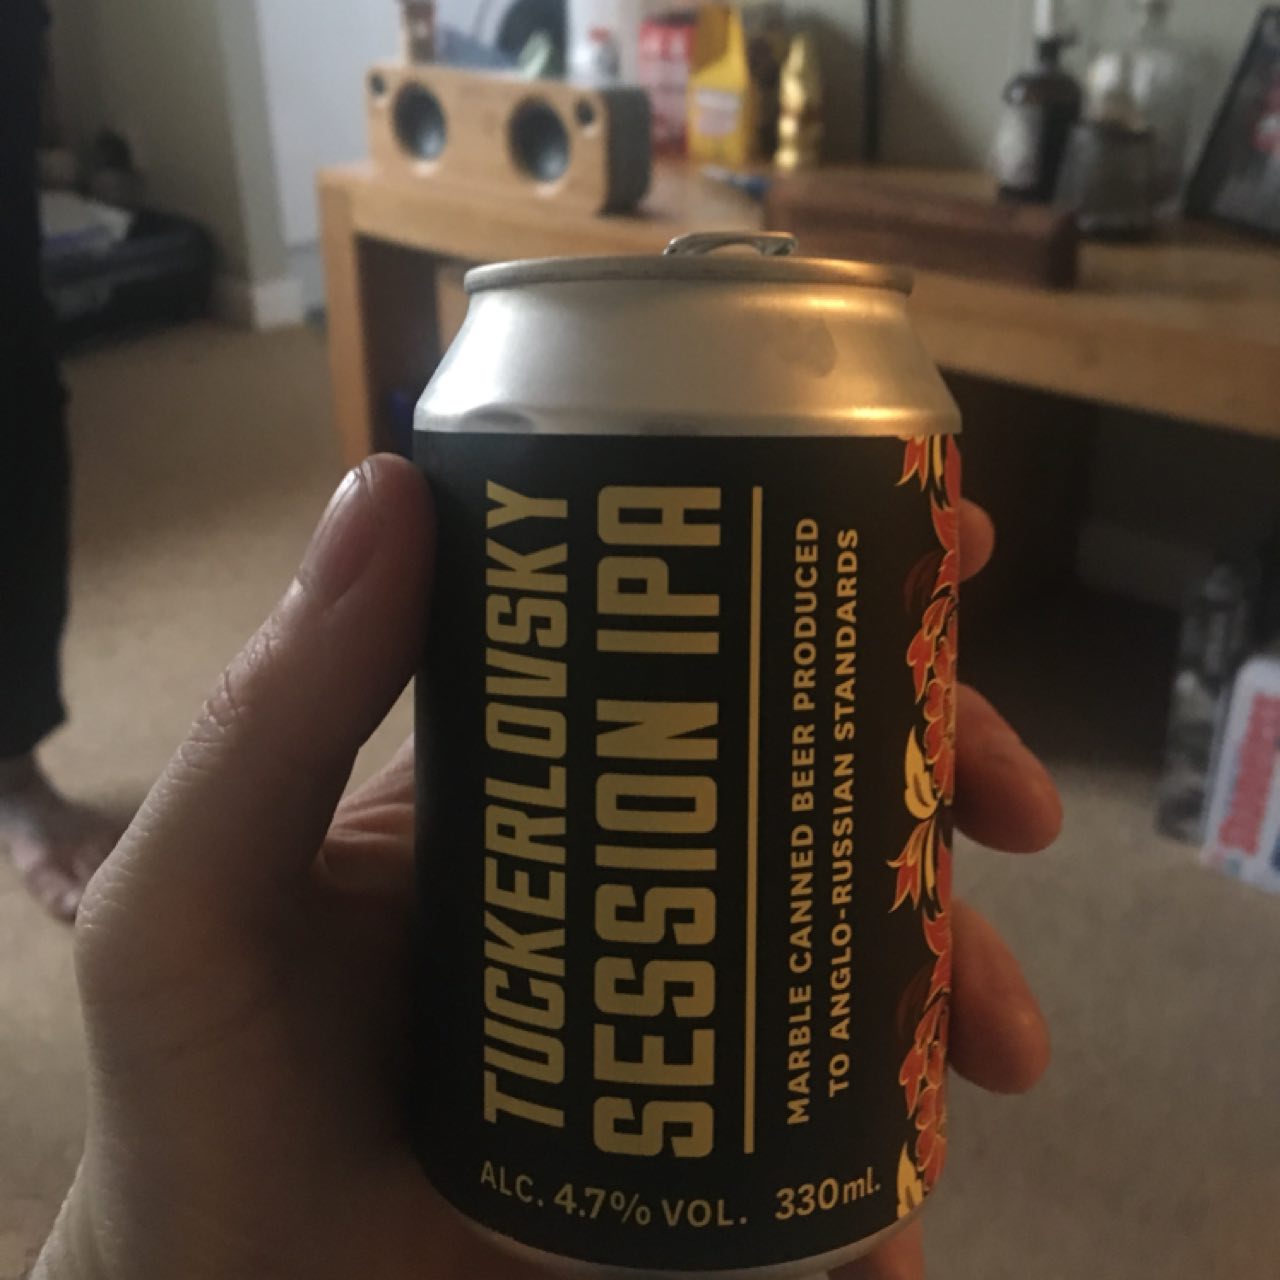 TUCKERLOVSKY
SESSION IPA
MARBLE CANNED BEER PRODUCED
TO ANGLO-RUSSIAN STANDARDS
ALC. 4.7% VOL. 330ml.